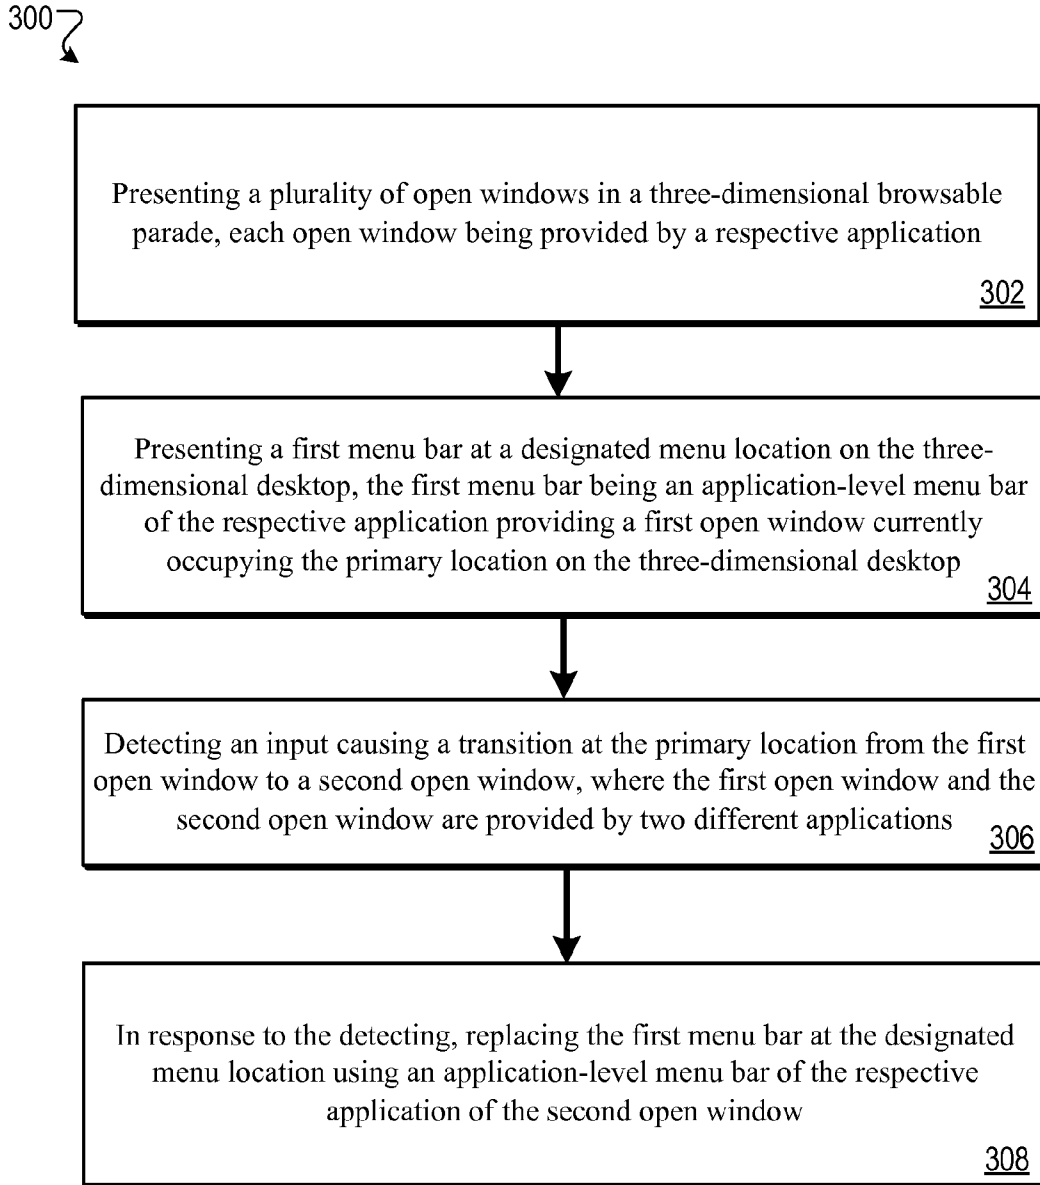 300
Presenting a plurality of open windows in a three-dimensional browsable
parade, each open window being provided by a respective application
302
Presenting a first menu bar at a designated menu location on the three-
dimensional desktop, the first menu bar being an application-level menu bar
of the respective application providing a first open window currently
occupying the primary location on the three-dimensional desktop
304
Detecting an input causing a transition at the primary location from the first
open window to a second open window, where the first open window and the
second open window are provided by two different applications
306
In response to the detecting, replacing the first menu bar at the designated
menu location using an application-level menu bar of the respective
application of the second open window
308